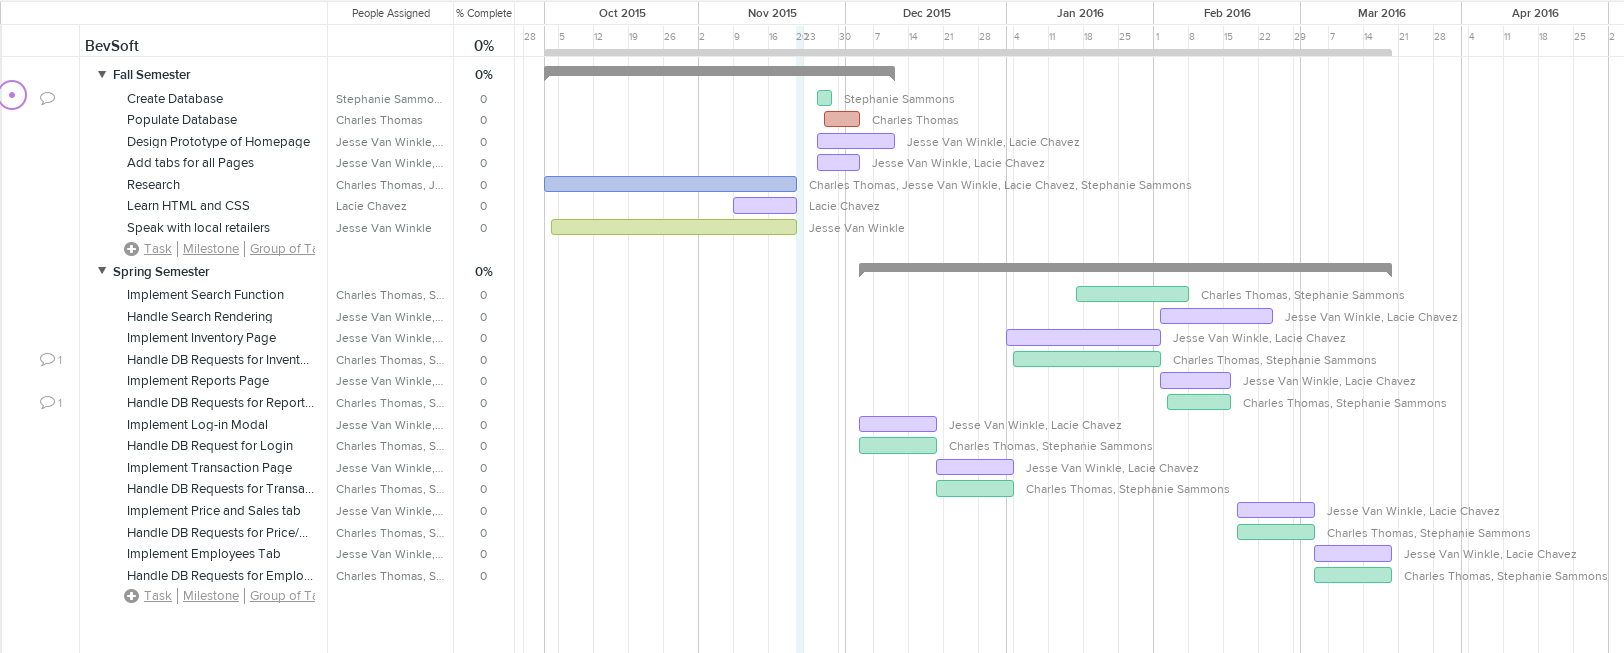 People Assigned % Complete Oct 2015 Nov 2015 Dec 2015 Jan 2016 Feb 2016 Mar 2016 Apr 2016
28 5 12 19 26 2 9 16 23 30 7 14 21 28 4 11 18 25 1 8 15 22 29 7 14 21 28 4 11 18 25 2
BevSoft 0%
Fall Semester 0%
Create Database Stephanie Sammo... 0 Stephanie Sammons
Populate Database Charles Thomas 0 Charles Thomas
Design Prototype of Homepage Jesse Van Winkle,... 0 Jesse Van Winkle, Lacie Chavez
Add tabs for all Pages Jesse Van Winkle,... 0 Jesse Van Winkle, Lacie Chavez
Research Charles Thomas, J... 0 Charles Thomas, Jesse Van Winkle, Lacie Chavez, Stephanie Sammons
Learn HTML and CSS Lacie Chavez 0 Lacie Chavez
Speak with local retailers Jesse Van Winkle 0 Jesse Van Winkle
Task | Milestone | Group of Ta
Spring Semester 0%
Implement Search Function Charles Thomas, S... 0 Charles Thomas, Stephanie Sammons
Handle Search Rendering Jesse Van Winkle,... 0 Jesse Van Winkle, Lacie Chavez
Implement Inventory Page Jesse Van Winkle,... 0 Jesse Van Winkle, Lacie Chavez
1 Handle DB Requests for Invent... Charles Thomas, S... 0 Charles Thomas, Stephanie Sammons
Implement Reports Page Jesse Van Winkle,... 0 Jesse Van Winkle, Lacie Chavez
1 Handle DB Requests for Report... Charles Thomas, S... 0 Charles Thomas, Stephanie Sammons
Implement Log-in Modal Jesse Van Winkle,... 0 Jesse Van Winkle, Lacie Chavez
Handle DB Request for Login Charles Thomas, S... 0 Charles Thomas, Stephanie Sammons
Implement Transaction Page Jesse Van Winkle,... 0 Jesse Van Winkle, Lacie Chavez
Handle DB Requests for Transa... Charles Thomas, S... 0 Charles Thomas, Stephanie Sammons
Implement Price and Sales tab Jesse Van Winkle,... 0 Jesse Van Winkle, Lacie Chavez
Handle DB Requests for Price/... Charles Thomas, S... 0 Charles Thomas, Stephanie Sammons
Implement Employees Tab Jesse Van Winkle,... 0 Jesse Van Winkle, Lacie Chavez
Handle DB Requests for Emplo... Charles Thomas, S... 0 Charles Thomas, Stephanie Sammons
Task | Milestone | Group of Ta